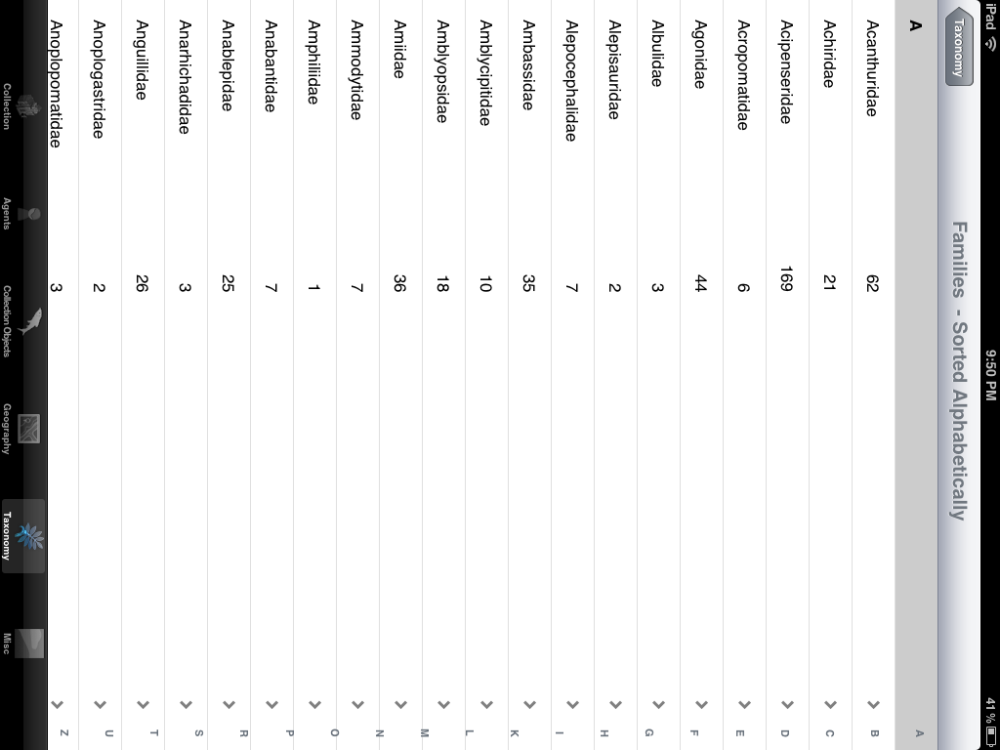 iPad 9:50 PM 41 %
Taxonomy Families - Sorted Alphabetically
A
Acanthuridae 62
Achiridae 21
Acipenseridae 169
Acropomatidae 6
Agonidae 44
Albulidae 3
Alepisauridae 2
Alepocephalidae 7
Ambassidae 35
Amblycipitidae 10
Amblyopsidae 18
Amiidae 36
Ammodytidae 7
Amphiliidae 1
Anabantidae 7
Anablepidae 25
Anarhichadidae 3
Anguillidae 26
Anoplogastridae 2
Anoplopomatidae 3
A
B
C
D
E
F
G
H
I
K
L
M
N
O
P
R
S
T
U
Z
Collection Agents Collection Objects Geography Taxonomy Misc